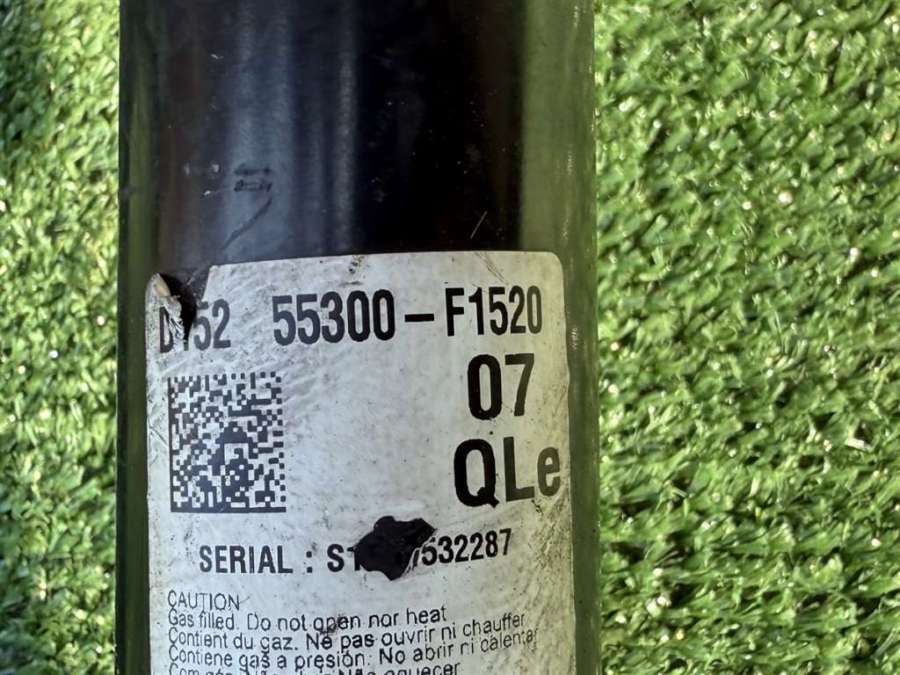 55300-F1520
07
QLe
SERIAL :
CAUTION
Gas filled. Do not open nor heat
Contient du gaz. Ne pas ouvrir ni chauffer
Contiene gas a presión. No abrir ni calentar